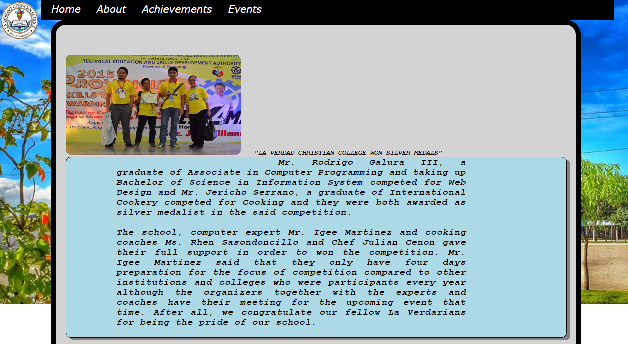 Home About Achievements Events
TECHNICAL EDUCATION AND SKILLS DEVELOPMENT AUTHORITY
2015
"LA VERDAD CHRISTIAN COLLEGE WON SILVER MEDALS"
Mr. Rodrigo Galura III, a
graduate of Associate in Computer Programming and taking up
Bachelor of Science in Information System competed for Web
Design and Mr. Jericho Serrano, a graduate of International
Cookery competed for Cooking and they were both awarded as
silver medalist in the said competition.
The school, computer expert Mr. Igee Martinez and cooking
coaches Ms. Rhen Sasondoncillo and Chef Julian Cenon gave
their full support in order to won the competition. Mr.
Igee Martinez said that they only have four days
preparation for the focus of competition compared to other
institutions and colleges who were participants every year
although the organizers together with the experts and
coaches have their meeting for the upcoming event that
time. After all, we congratulate our fellow La Verdarians
for being the pride of our school.